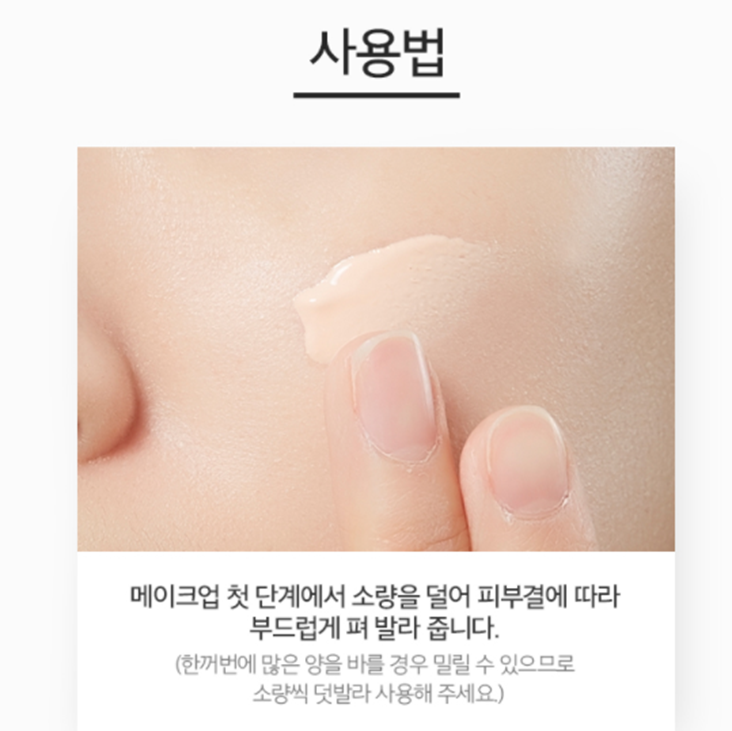 사용법
메이크업 첫 단계에서 소량을 덜어 피부결에 따라
부드럽게 펴 발라 줍니다.
(한꺼번에 많은 양을 바를 경우 밀릴 수 있으므로
소량씩 덧발라 사용해 주세요.)